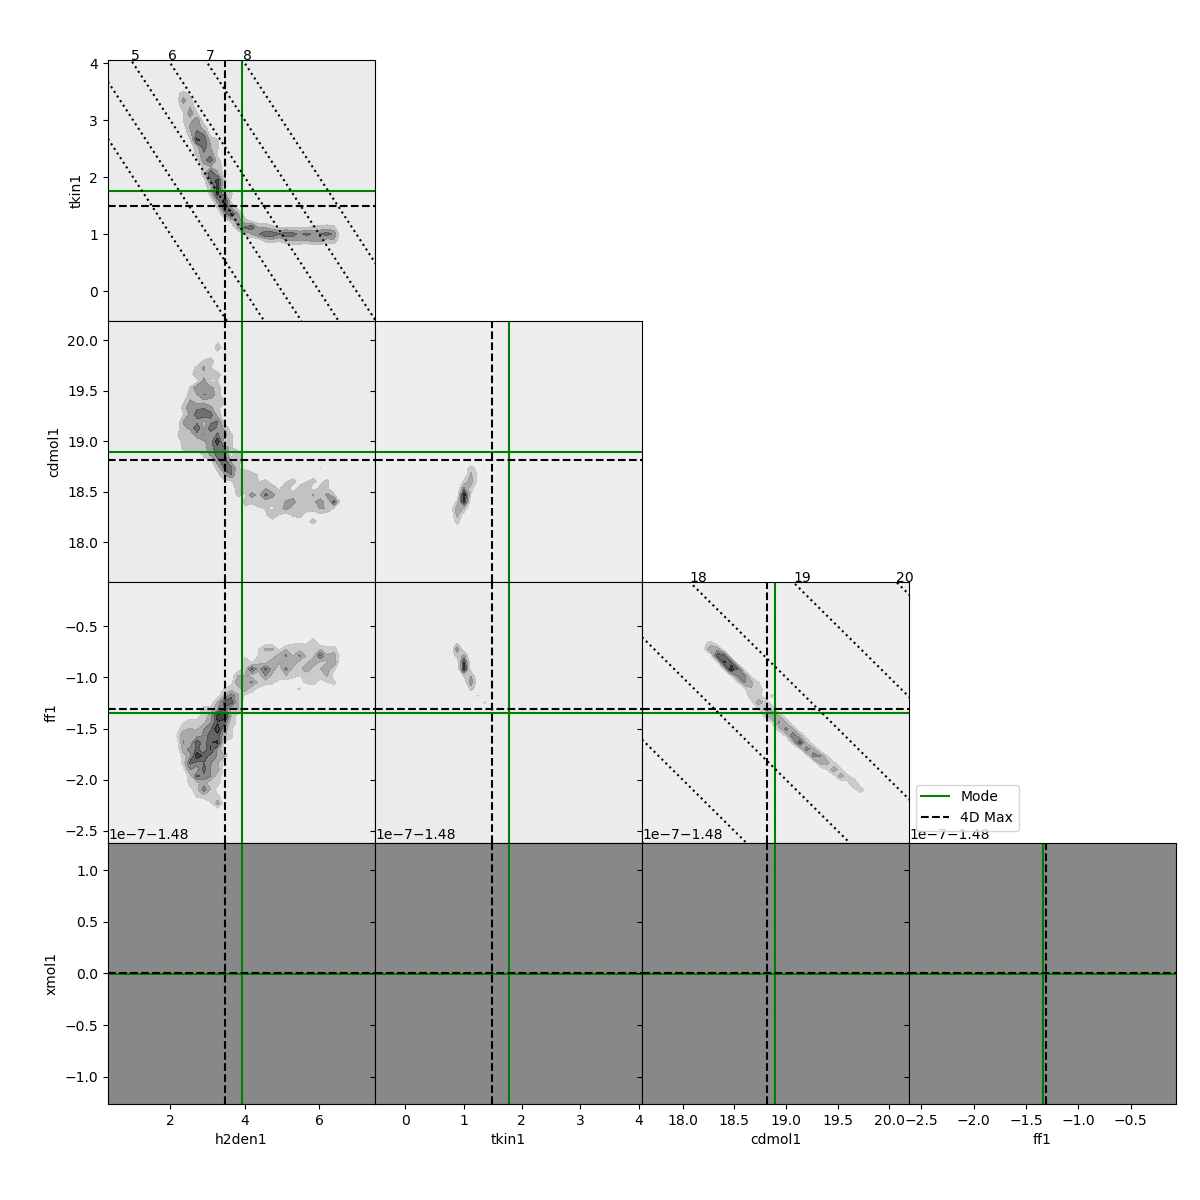 5 6 7 8
4
3
2
1
0
tkin1
20.0
19.5
19.0
18.5
18.0
cdmol1
18 19 20
−0.5
−1.0
−1.5
−2.0
−2.5
ff1
Mode
4D Max
1e−7−1.48 1e−7−1.48 1e−7−1.48 1e−7−1.48
1.0
0.5
0.0
−0.5
−1.0
xmol1
2 4 6 0 1 2 3 4 18.0 18.5 19.0 19.5 20.0 −2.5 −2.0 −1.5 −1.0 −0.5
h2den1 tkin1 cdmol1 ff1